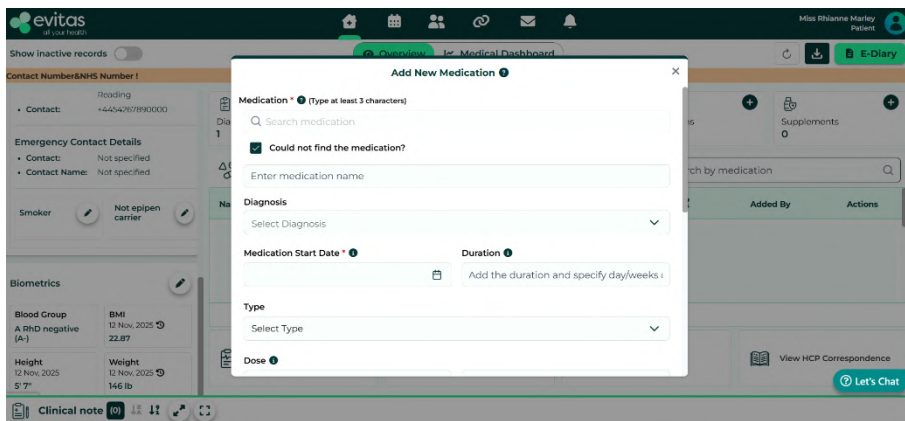 evitas
all your health
Miss Rhianne Marley
Patient
Show inactive records
Overview
Medical Dashboard
E-Diary
Contact Number&NHS Number !
Add New Medication
Reading
Contact:
+4454267890000
Emergency Contact Details
Contact:
Not specified
Contact Name:
Not specified
Smoker
Not epipen
carrier
Biometrics
Blood Group
A RhD negative
(A-)
BMI
12 Nov, 2025
22.87
Height
12 Nov, 2025
5' 7"
Weight
12 Nov, 2025
146 lb
Medication * (Type at least 3 characters)
Search medication
Could not find the medication?
Enter medication name
Diagnosis
Select Diagnosis
Medication Start Date *
Duration
Add the duration and specify day/weeks
Type
Select Type
Dose
1
Supplements
0
by medication
Added By
Actions
View HCP Correspondence
Let's Chat
Clinical note (0)